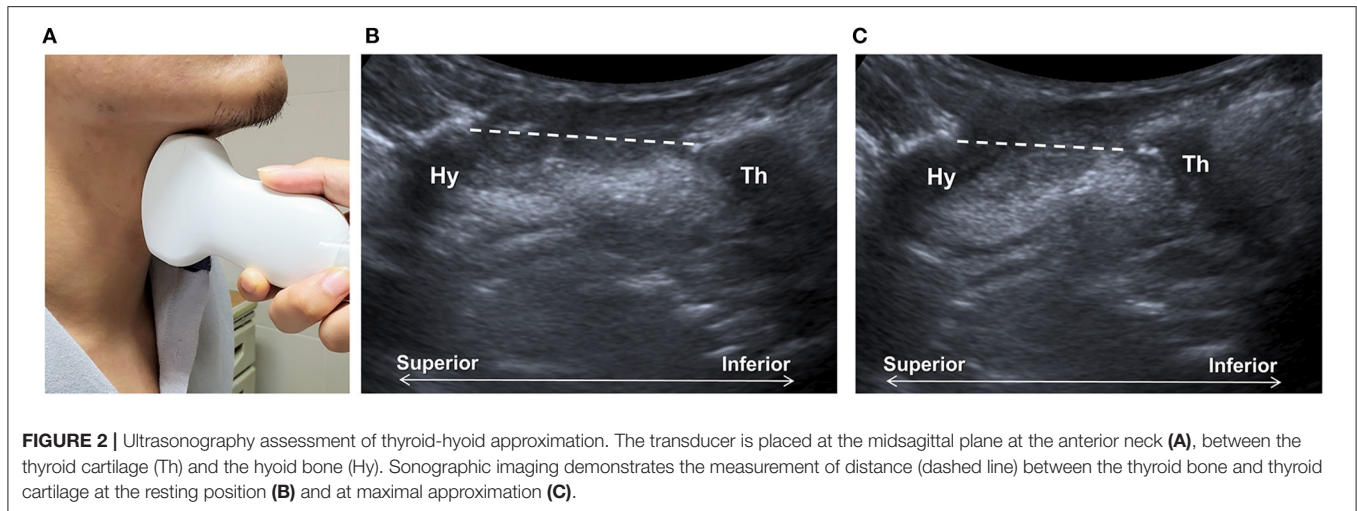 A
B
C
Hy
Th
Superior
Inferior
Hy
Th
Superior
Inferior
FIGURE 2 | Ultrasonography assessment of thyroid-hyoid approximation. The transducer is placed at the midsagittal plane at the anterior neck (A), between the
thyroid cartilage (Th) and the hyoid bone (Hy). Sonographic imaging demonstrates the measurement of distance (dashed line) between the thyroid bone and thyroid
cartilage at the resting position (B) and at maximal approximation (C).